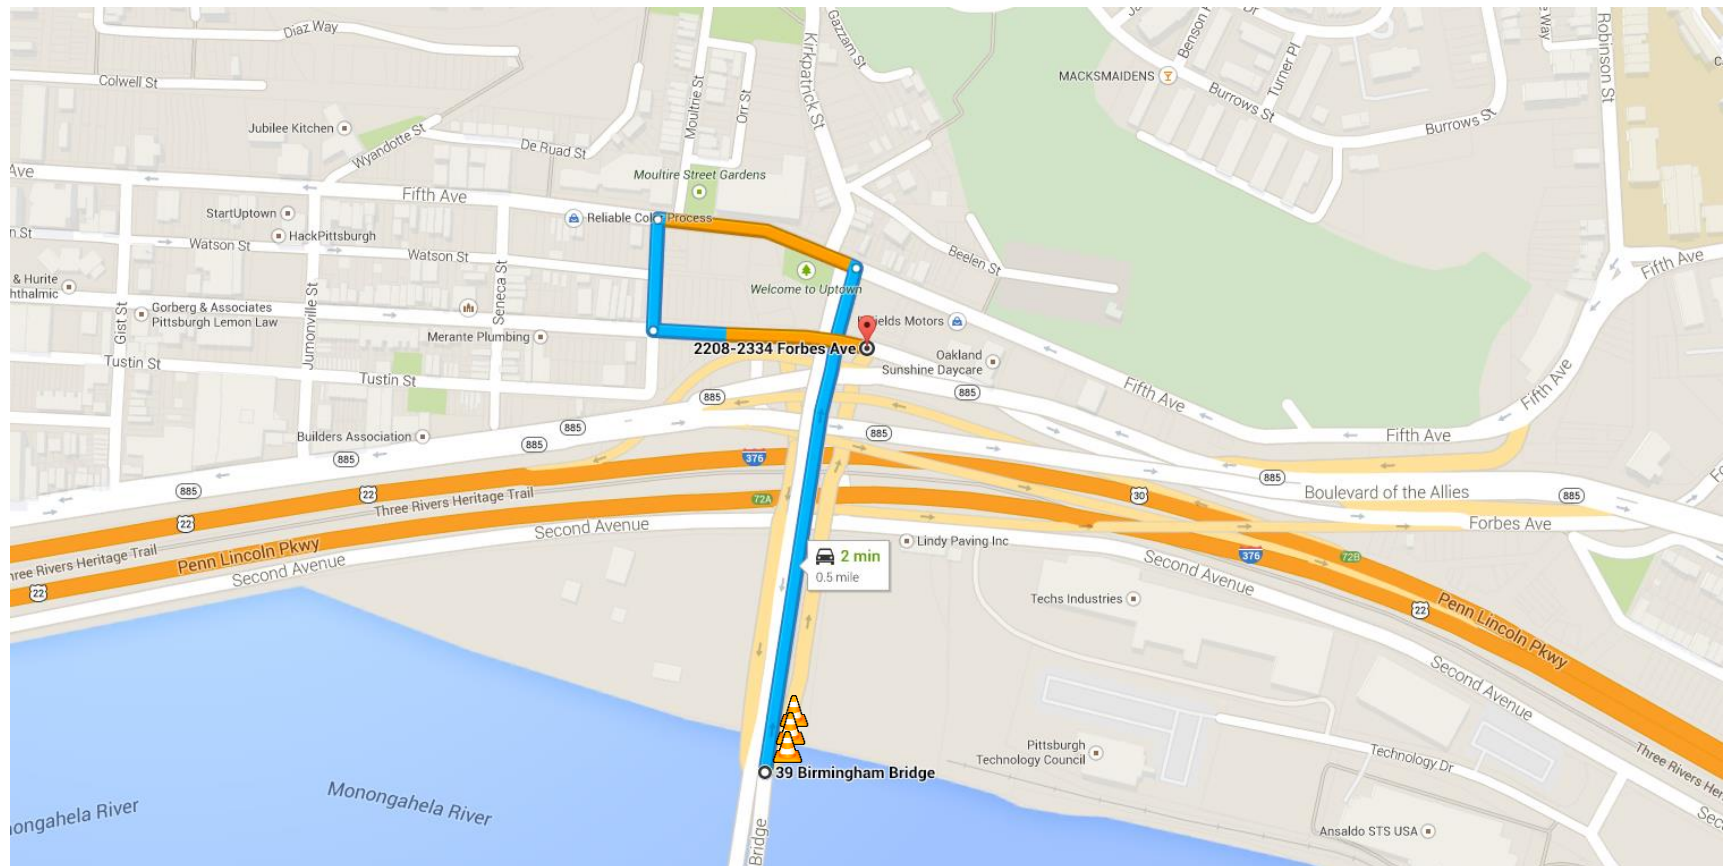 Diaz Way
Colwell St
Jubilee Kitchen
Wyandotte St
De Ruad St
Moultrie St
Orr St
Kirkpatrick St
Gazzam St
MACKSMAIDENS
Benson
Dr
Turner Pl
Burrows St
Burrows St
Way
Robinson St
Ave
Fifth Ave
Moultire Street Gardens
StartUptown
HackPittsburgh
Reliable Color Process
Watson St
Watson St
Seneca St
Beelen St
Fifth Ave
Fifth Ave
& Hurite
Gist St
Jumonville St
Gorberg & Associates
Pittsburgh Lemon Law
Welcome to Uptown
Merante Plumbing
2208-2334 Forbes Ave
Oakland
Sunshine Daycare
Tustin St
Tustin St
885
885
Fifth Ave
Fifth Ave
Builders Association
885
885
885
885
885
885
885
376
22
72A
30
Boulevard of the Allies
Three Rivers Heritage Trail
Forbes Ave
22
Second Avenue
Lindy Paving Inc
Penn Lincoln Pkwy
Three Rivers Heritage Trail
Second Avenue
22
2 min
0.5 mile
376
72B
Second Avenue
Techs Industries
22
Penn Lincoln Pkwy
Second Avenue
Pittsburgh
Technology Council
Technology Dr
Three Rivers
39 Birmingham Bridge
Monongahela River
Monongahela River
Ansaldo STS USA
Bridge